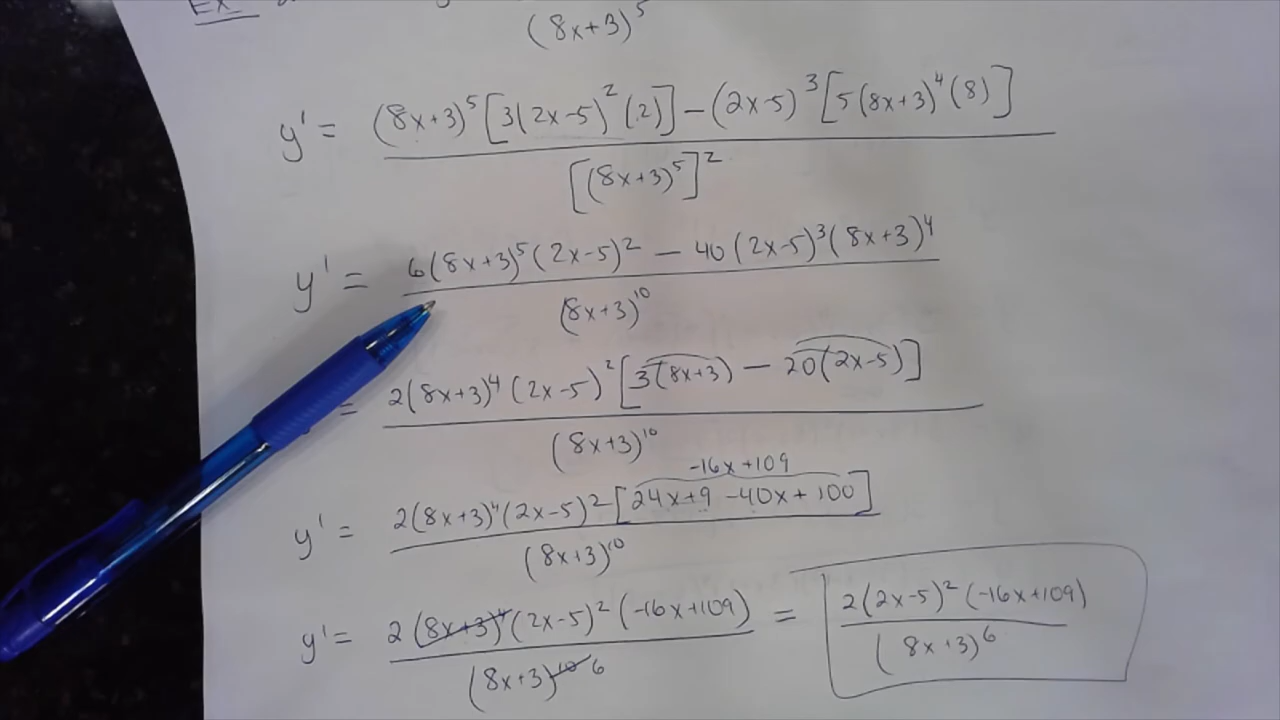 Ex
(8x+3)^5
y' = (8x+3)^5 [3(2x-5)^2 (2)] - (2x-5)^3 [5(8x+3)^4 (8)]
[(8x+3)^5]^2
y' = 6(8x+3)^5 (2x-5)^2 - 40(2x-5)^3 (8x+3)^4
(8x+3)^10
= 2(8x+3)^4 (2x-5)^2 [3(8x+3) - 20(2x-5)]
(8x+3)^10
-16x+109
y' = 2(8x+3)^4 (2x-5)^2 [24x+9 -40x+100]
(8x+3)^10
y' = 2 (8x+3)^4 (2x-5)^2 (-16x+109) = 2(2x-5)^2 (-16x+109)
(8x+3)^10 6 (8x+3)^6